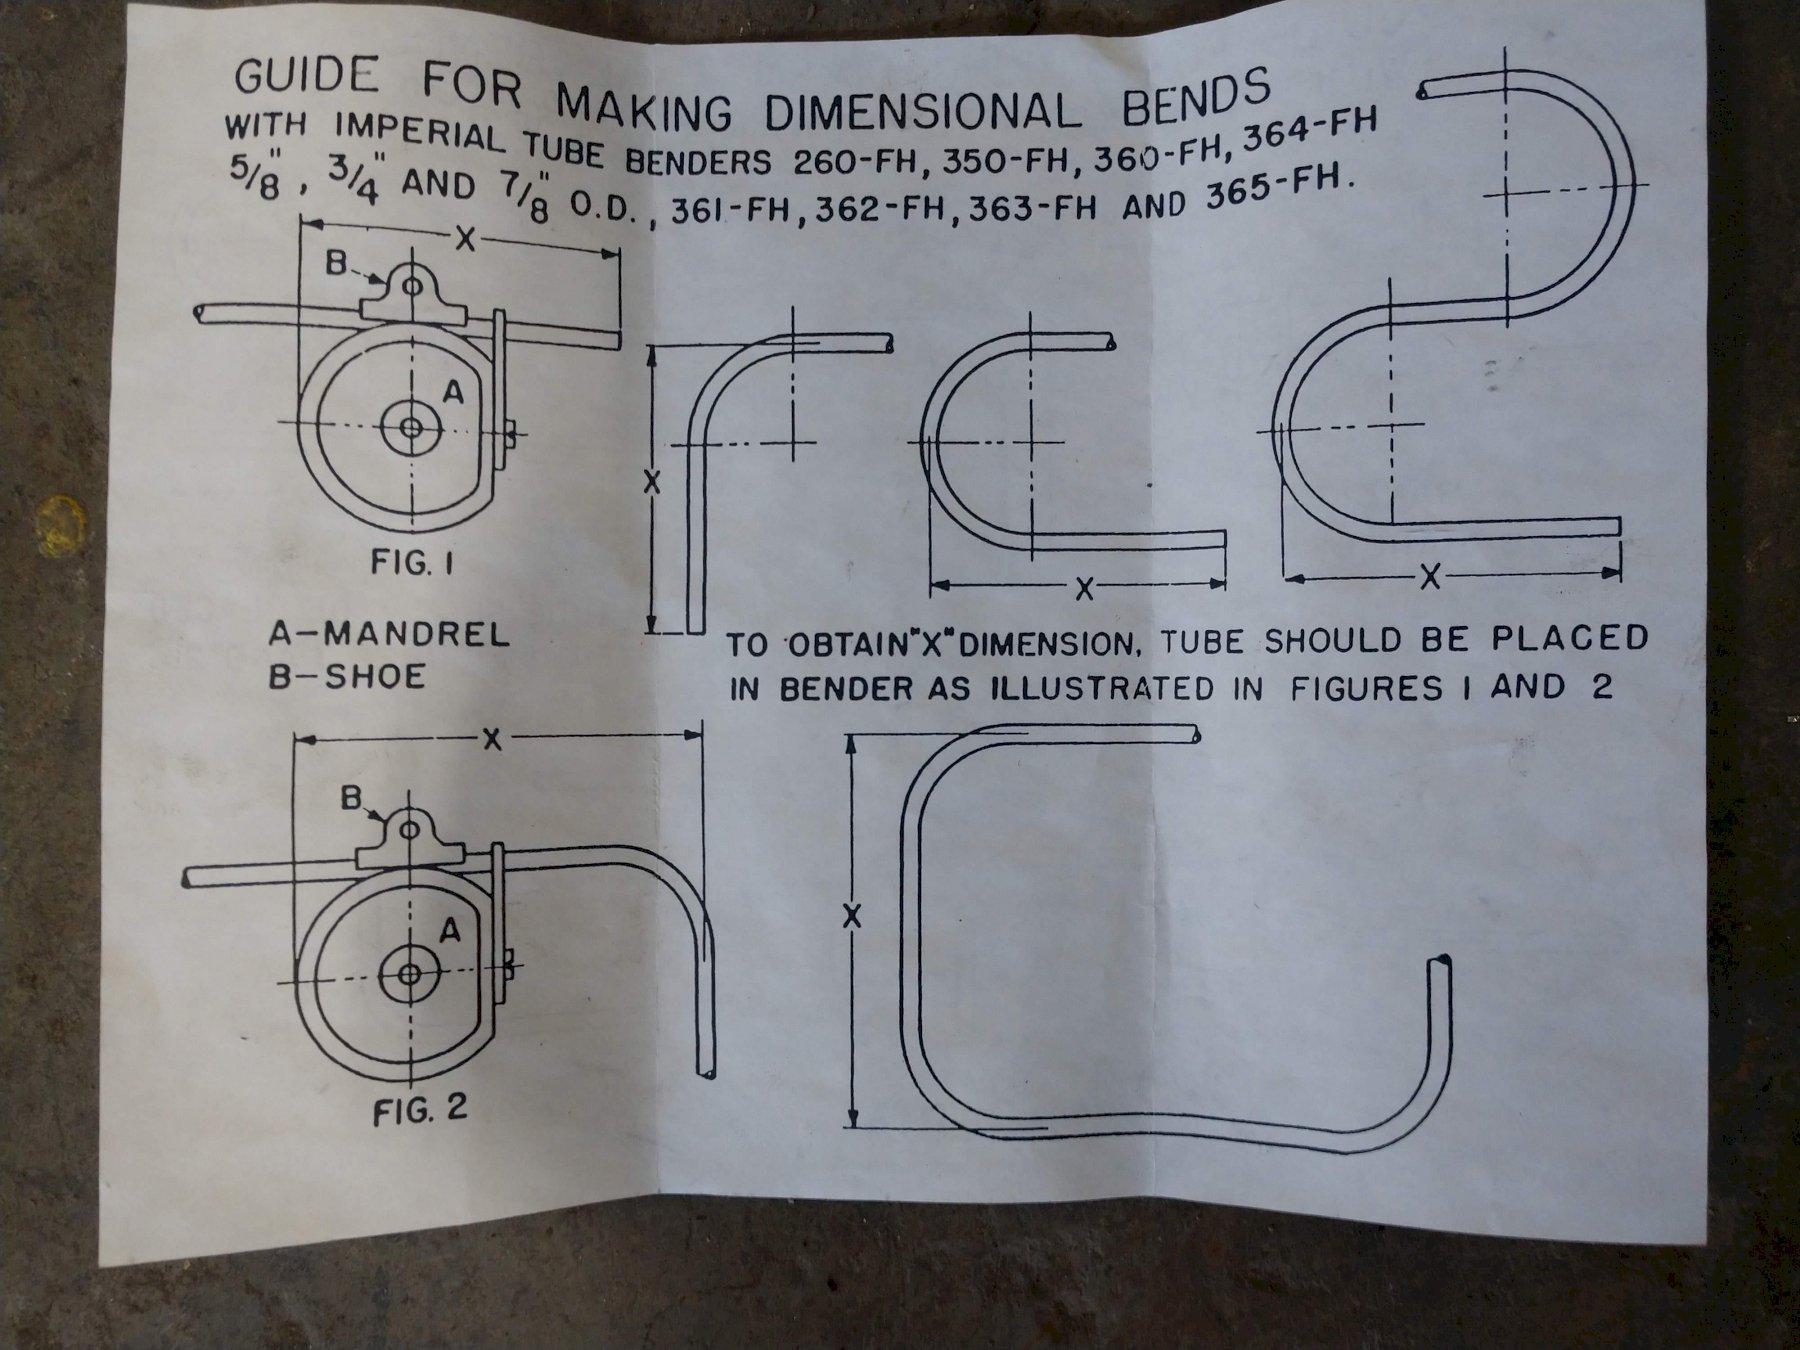 GUIDE FOR MAKING DIMENSIONAL BENDS
WITH IMPERIAL TUBE BENDERS 260-FH, 350-FH, 360-FH, 364-FH
5/8", 3/4" AND 7/8" O.D., 361-FH, 362-FH, 363-FH AND 365-FH.
X
B
A
FIG. 1
X
X
X
A-MANDREL
B-SHOE
TO OBTAIN "X" DIMENSION, TUBE SHOULD BE PLACED
IN BENDER AS ILLUSTRATED IN FIGURES 1 AND 2
X
B
A
FIG. 2
X